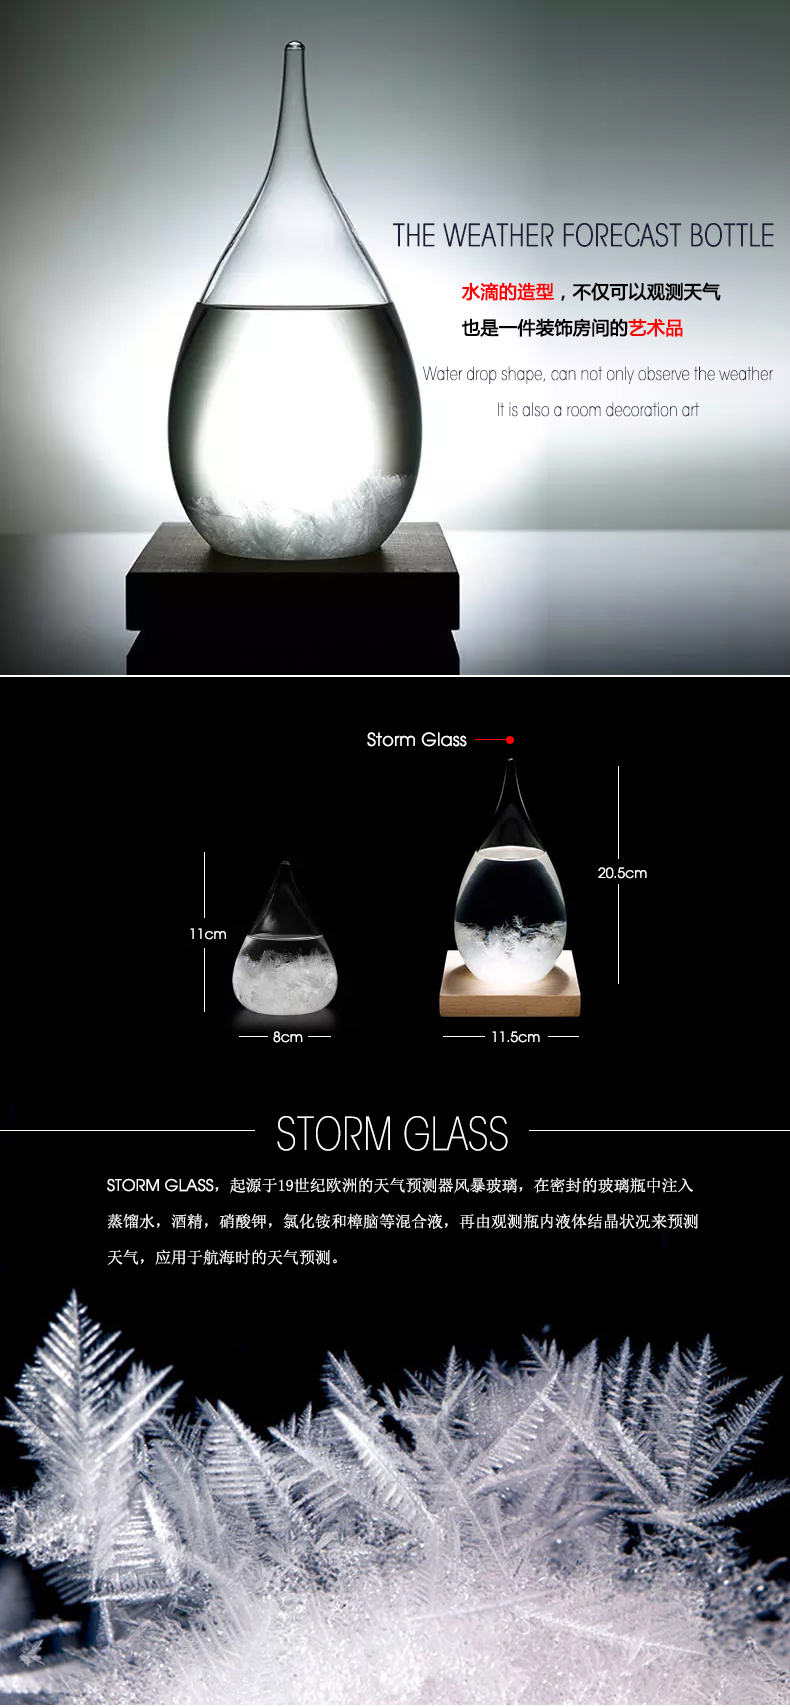 THE WEATHER FORECAST BOTTLE
水滴的造型，不仅可以观测天气
也是一件装饰房间的艺术品
Water drop shape, can not only observe the weather
It is also a room decoration art
Storm Glass
20.5cm
11cm
8cm
11.5cm
STORM GLASS
STORM GLASS，起源于19世纪欧洲的天气预测器风暴玻璃，在密封的玻璃瓶中注入
蒸馏水，酒精，硝酸钾，氯化铵和樟脑等混合液，再由观测瓶内液体结晶状况来预测
天气，应用于航海时的天气预测。